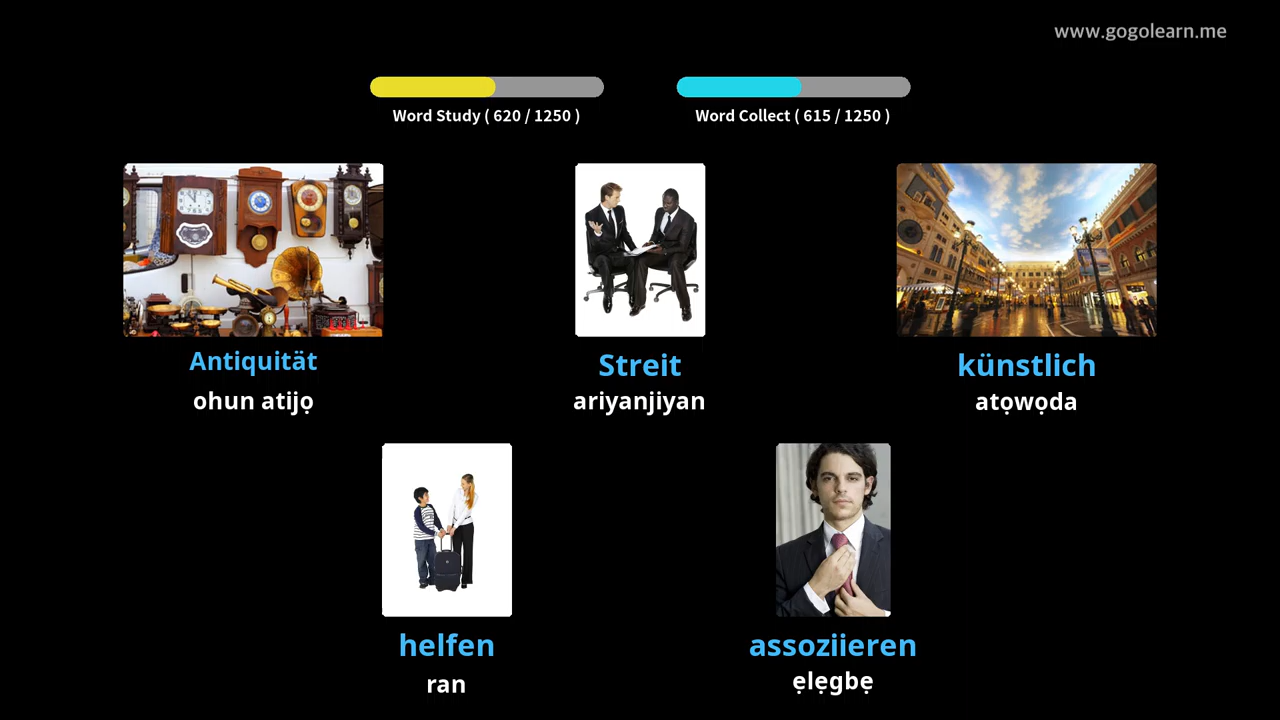 www.gogolearn.me
Word Study ( 620 / 1250 )
Word Collect ( 615 / 1250 )
Antiquität
ohun atijọ
Streit
ariyanjiyan
künstlich
atọwọda
helfen
ran
assoziieren
ẹlẹgbẹ